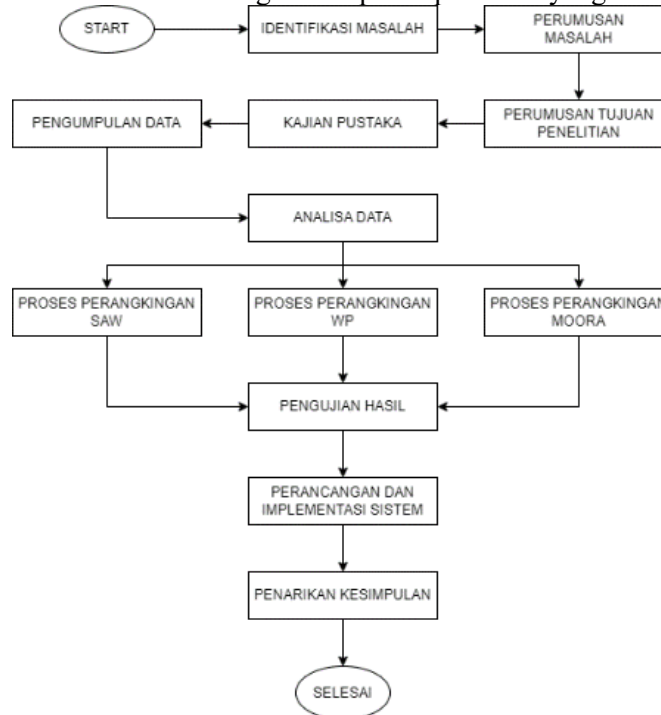 START
IDENTIFIKASI MASALAH
PERUMUSAN
MASALAH
PERUMUSAN TUJUAN
PENELITIAN
KAJIAN PUSTAKA
PENGUMPULAN DATA
ANALISA DATA
PROSES PERANGKINGAN
SAW
PROSES PERANGKINGAN
WP
PROSES PERANGKINGAN
MOORA
PENGUJIAN HASIL
PERANCANGAN DAN
IMPLEMENTASI SISTEM
PENARIKAN KESIMPULAN
SELESAI